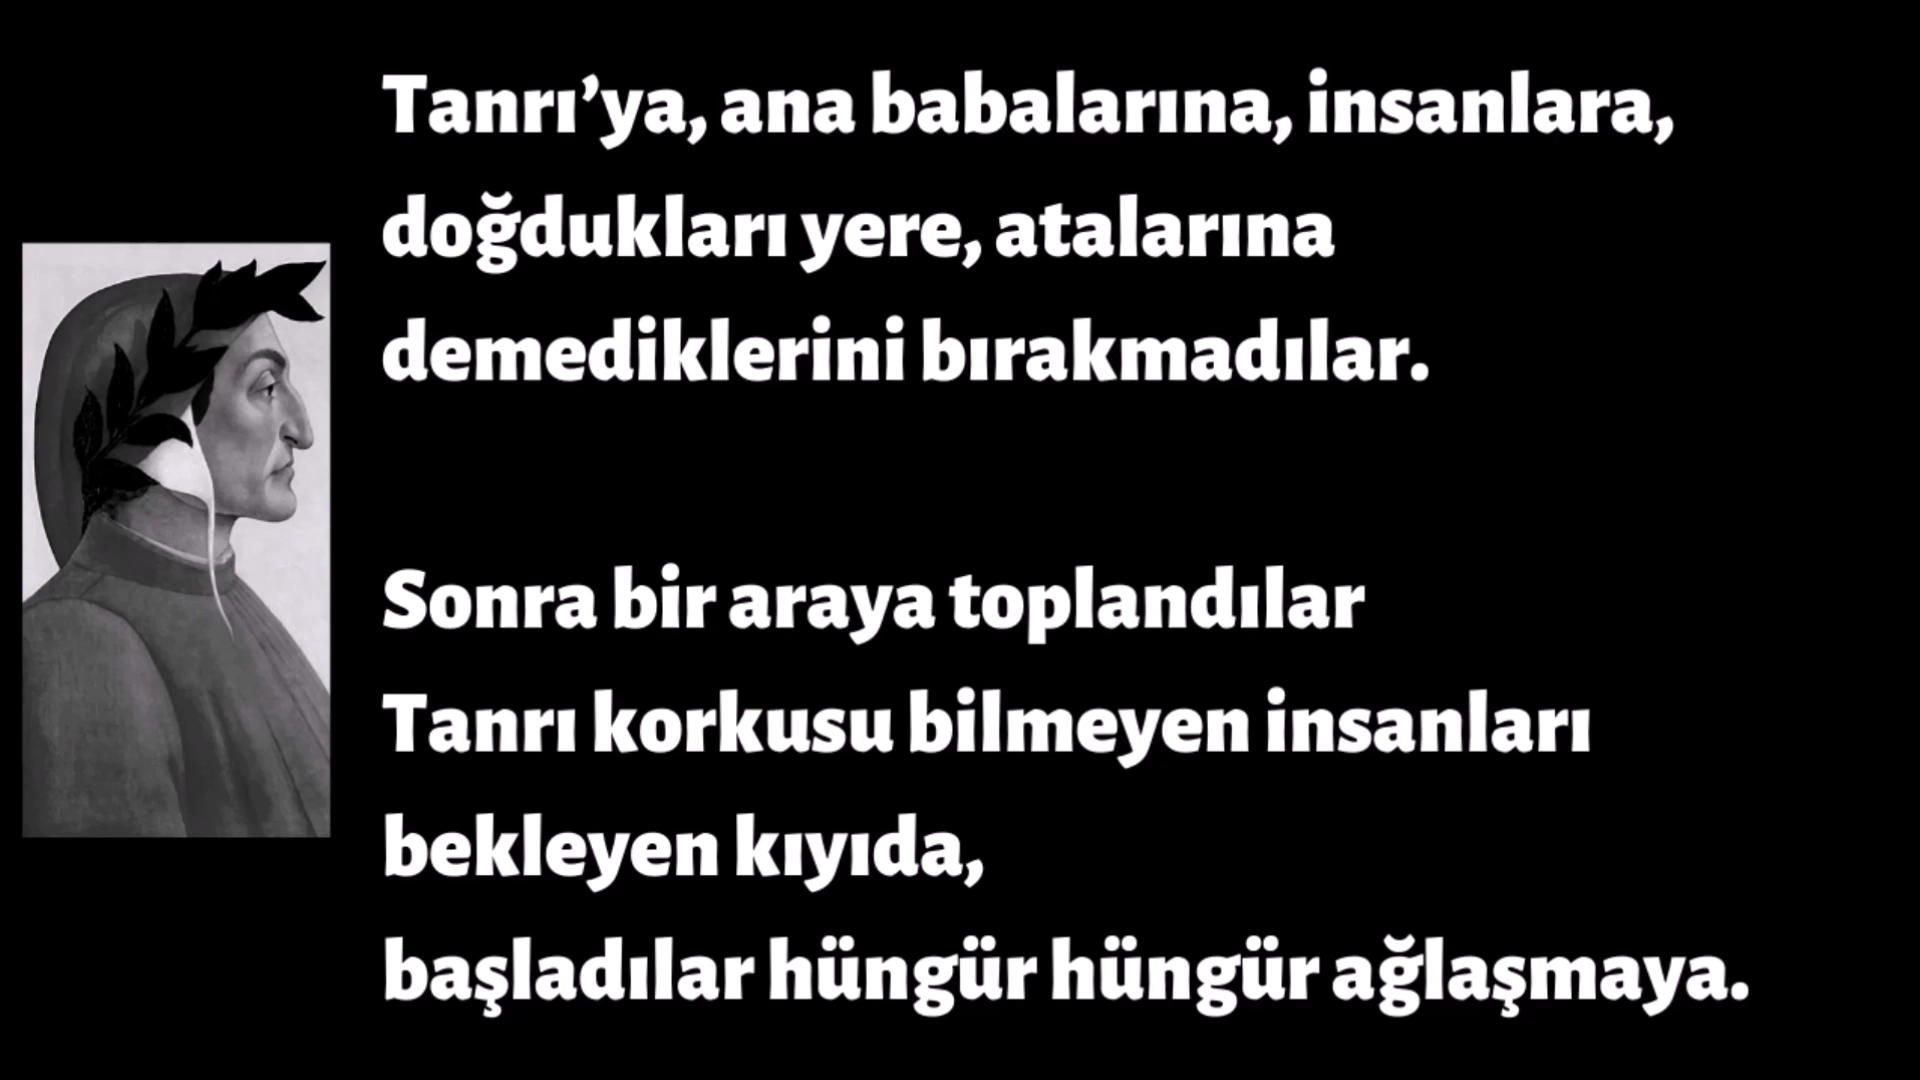 Tanrı’ya, ana babalarına, insanlara,
doğdukları yere, atalarına
demediklerini bırakmadılar.
Sonra bir araya toplandılar
Tanrı korkusu bilmeyen insanları
bekleyen kıyıda,
başladılar hüngür hüngür ağlaşmaya.